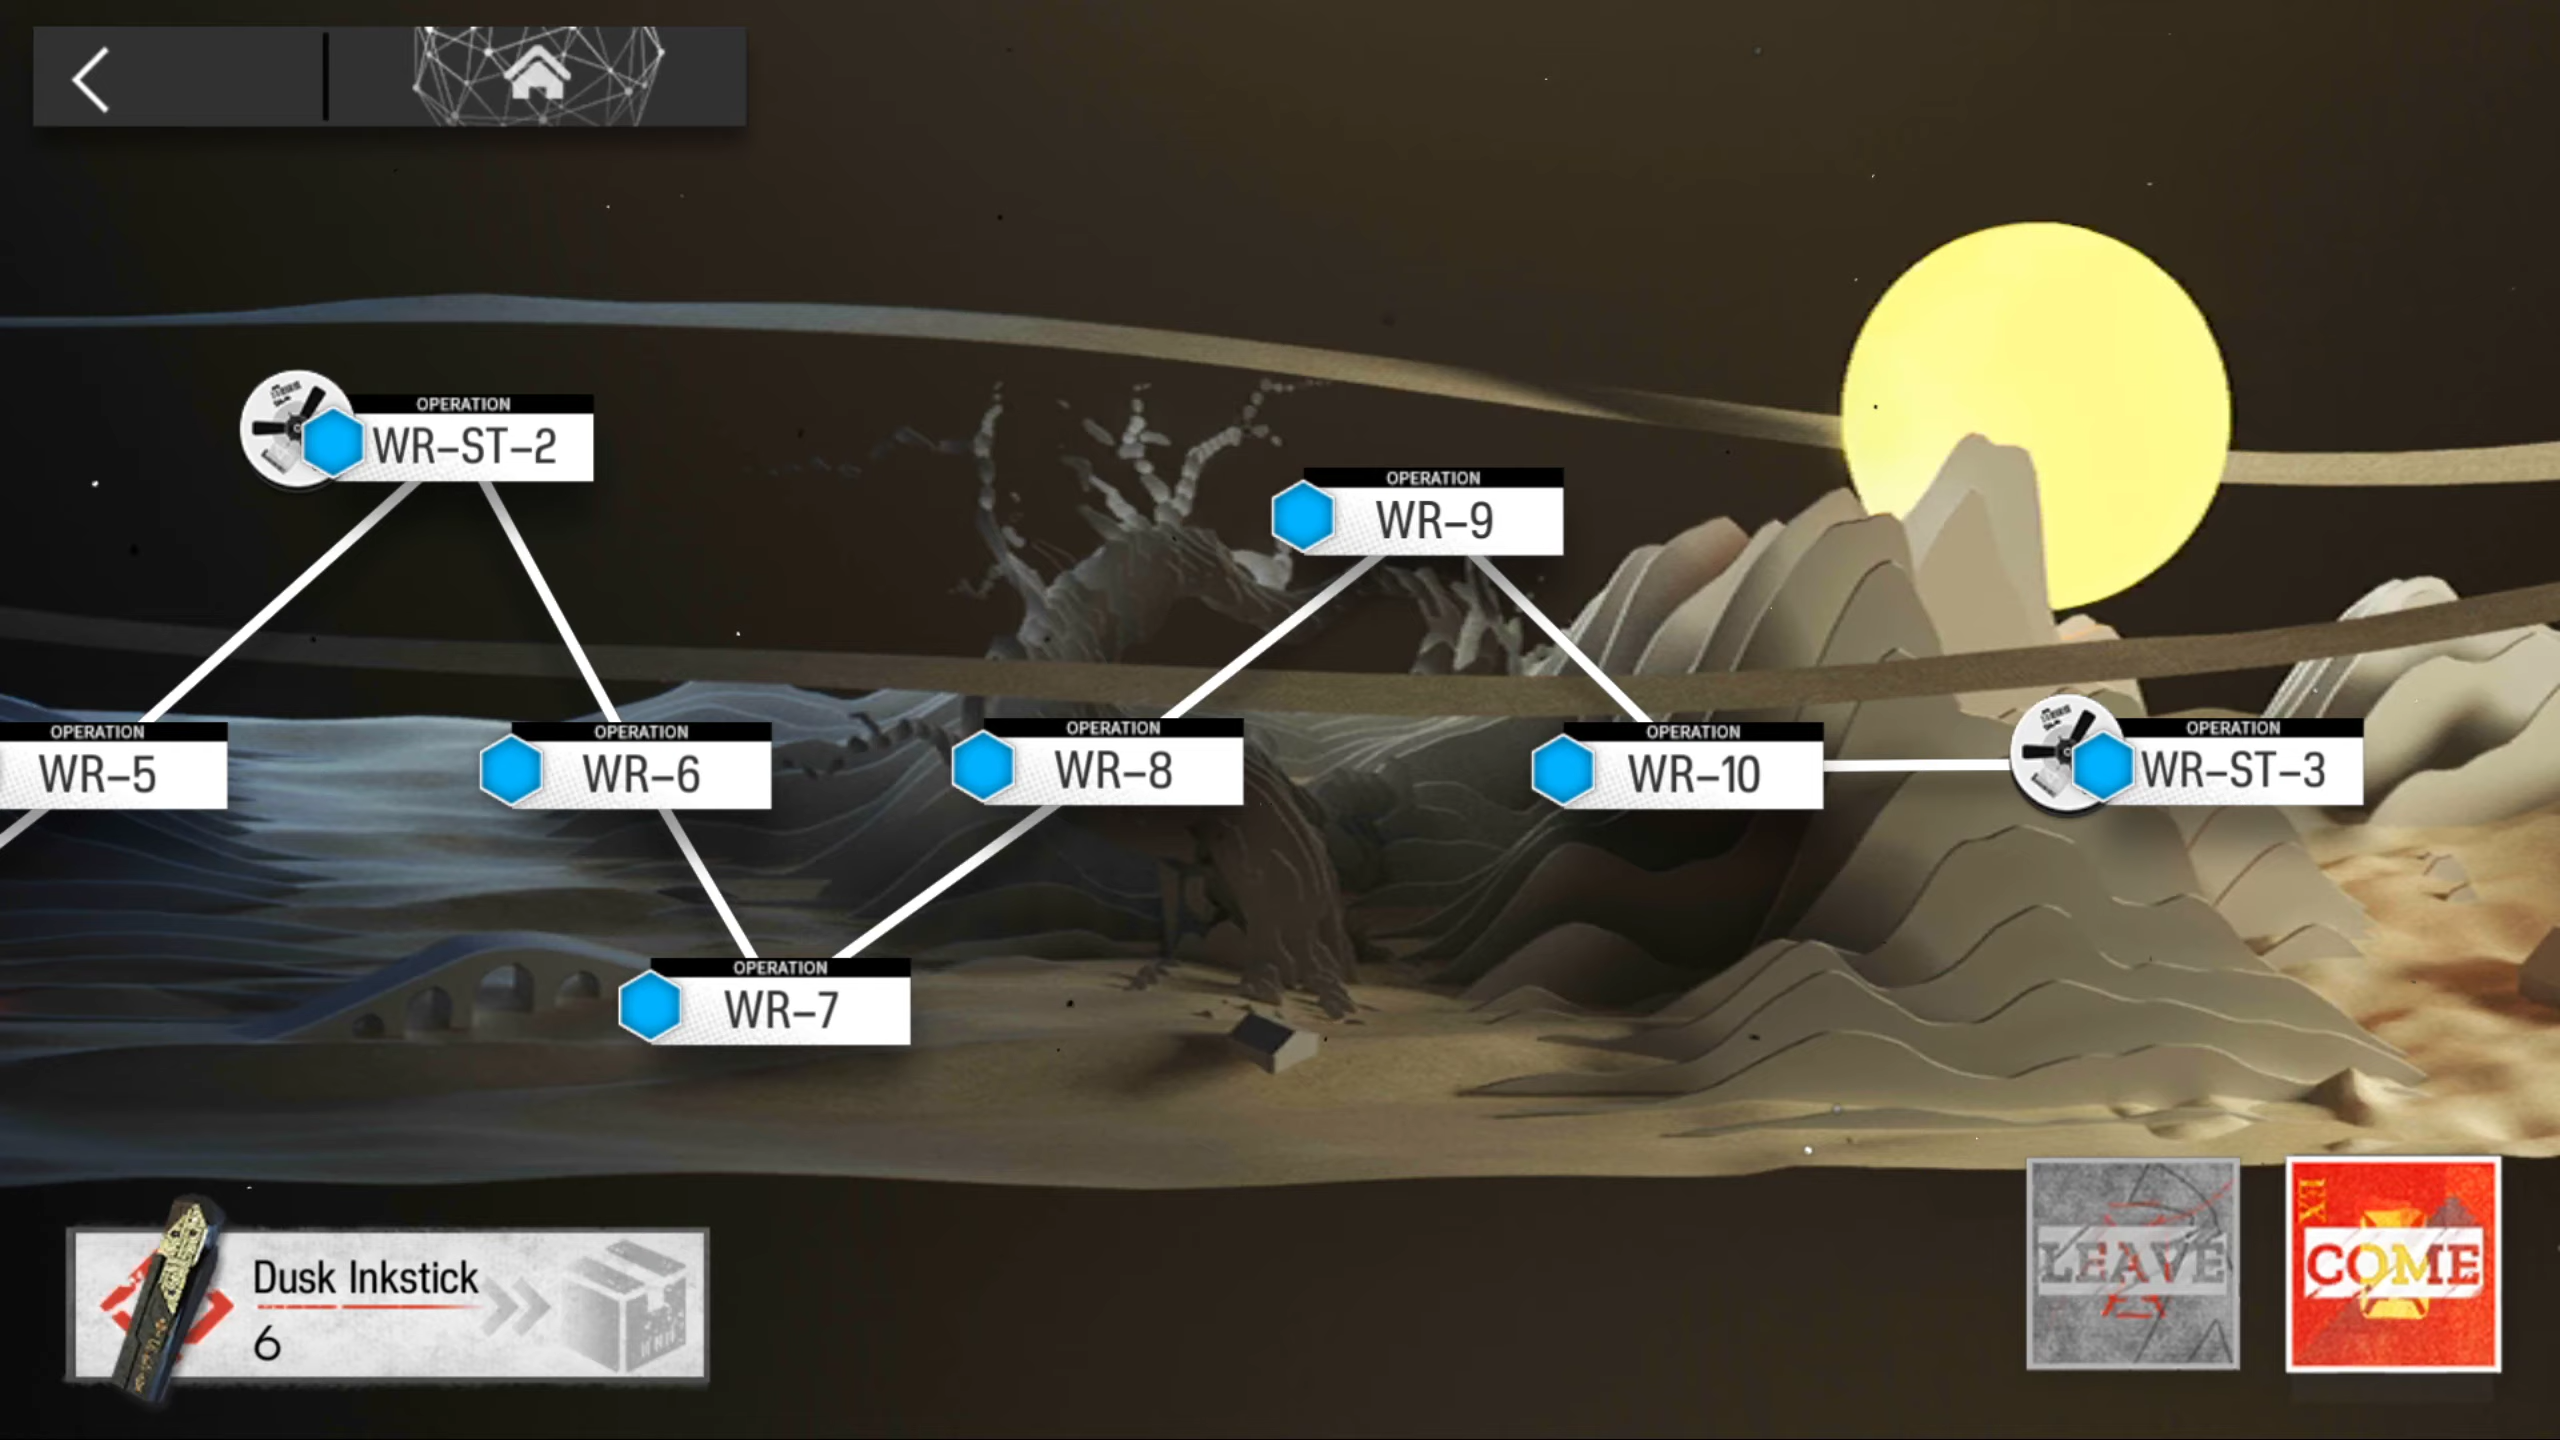 OPERATION
WR-ST-2
OPERATION
WR-9
OPERATION
WR-5
OPERATION
WR-6
OPERATION
WR-8
OPERATION
WR-10
OPERATION
WR-ST-3
OPERATION
WR-7
Dusk Inkstick
6
LEAVE
EX
COME